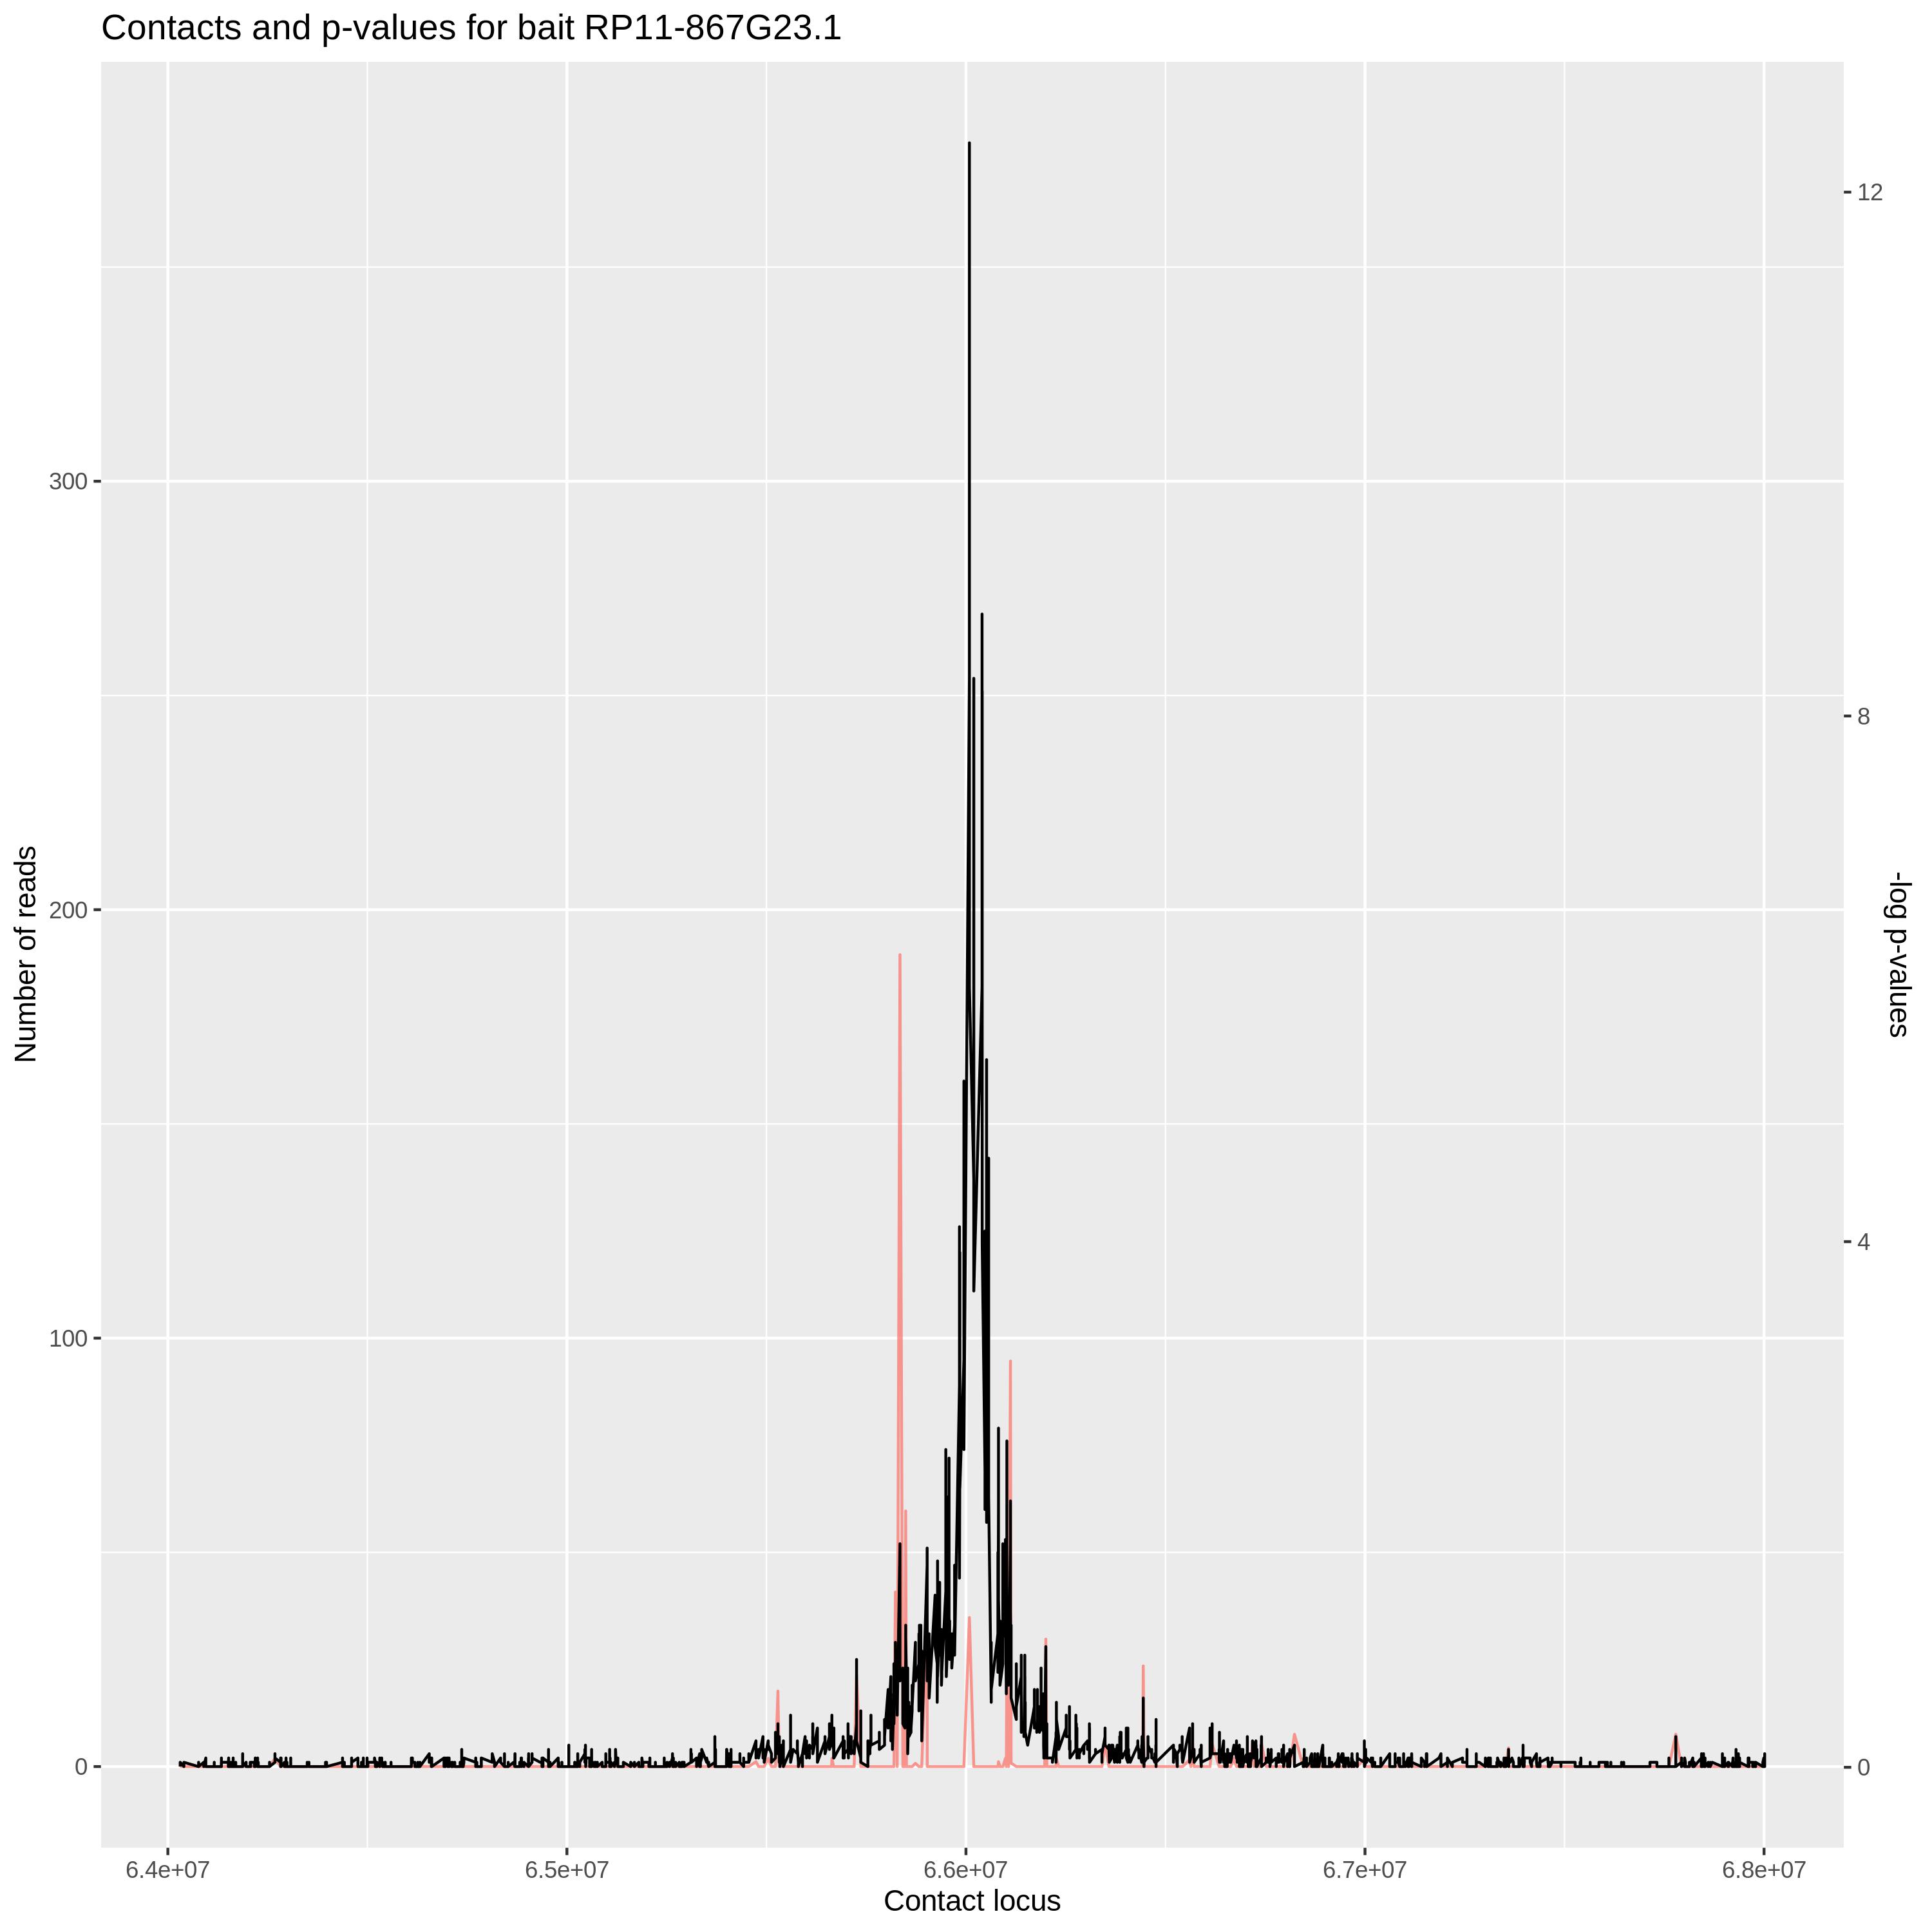 Contacts and p-values for bait RP11-867G23.1
Number of reads
300
200
100
0
12
8
4
0
-log p-values
6.4e+07
6.5e+07
6.6e+07
6.7e+07
6.8e+07
Contact locus